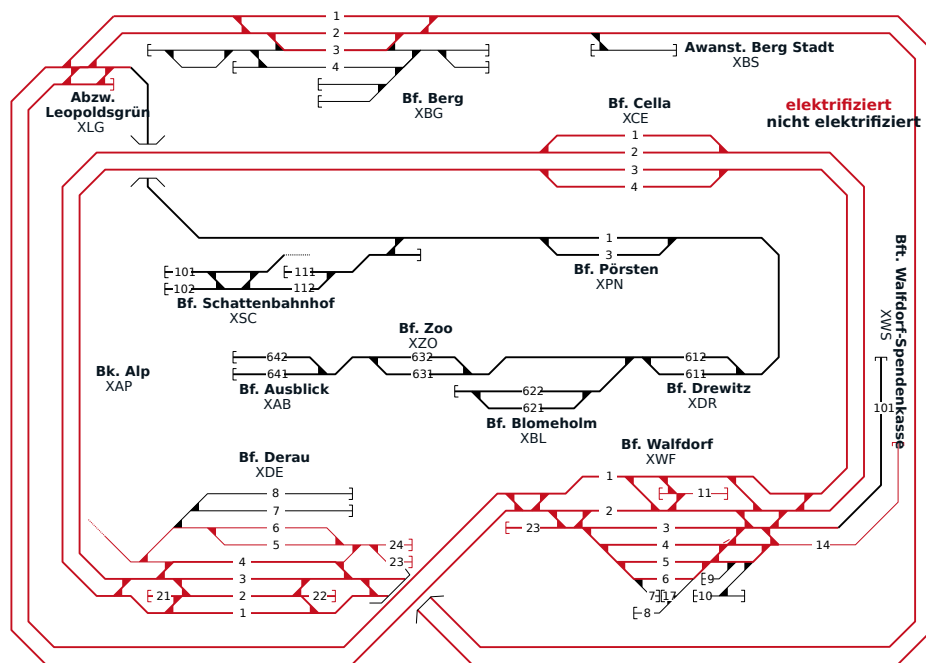 1
2
3
4
Bf. Berg
XBG
Awanst. Berg Stadt
XBS
Abzw.
Leopoldsgrün
XLG
Bf. Cella
XCE
elektrifiziert
nicht elektrifiziert
1
2
3
4
1
3
Bf. Pörsten
XPN
101
111
102
112
Bf. Schattenbahnhof
XSC
Bft. Walfdorf-Spendenkasse
XWS
101
Bf. Zoo
XZO
642
632
612
641
631
611
Bf. Ausblick
XAB
Bf. Drewitz
XDR
622
621
Bf. Blomeholm
XBL
Bk. Alp
XAP
Bf. Derau
XDE
8
7
6
5
24
4
23
3
21
2
22
1
Bf. Walfdorf
XWF
1
11
2
23
3
4
14
5
6
9
7
17
10
8